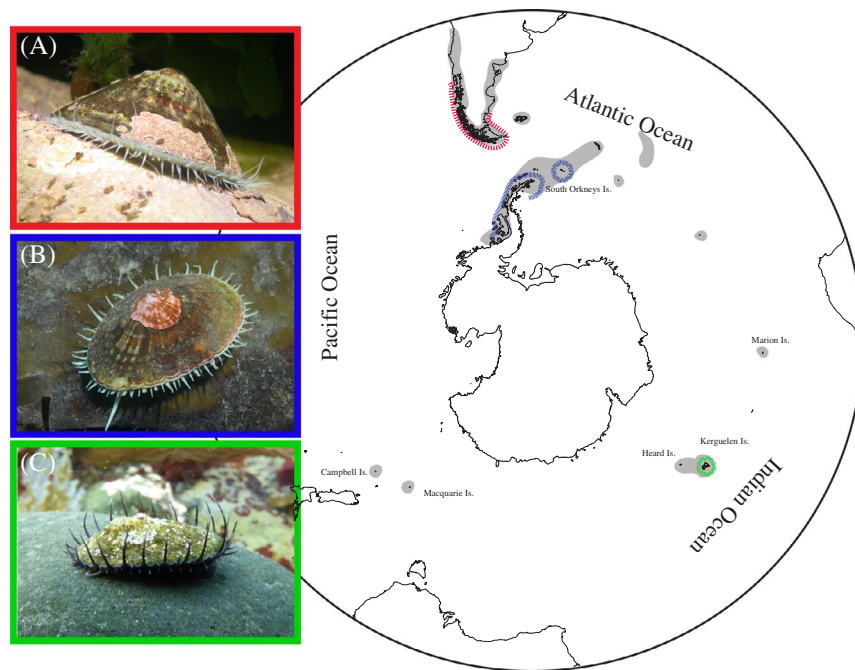 (A)
Atlantic Ocean
South Orkneys Is.
(B)
Pacific Ocean
Marion Is.
Kerguelen Is.
Heard Is.
(C)
Campbell Is.
Macquarie Is.
Indian Ocean